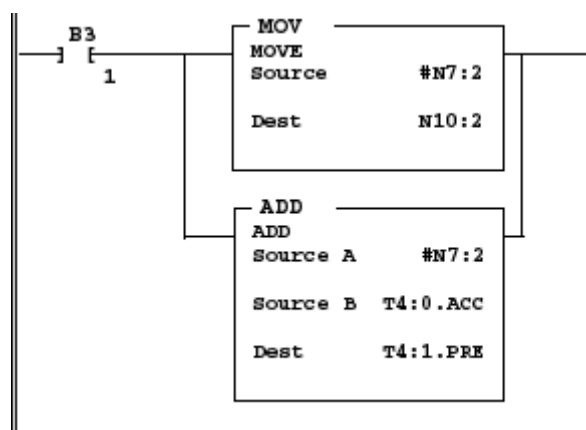 B3
1
MOV
MOVE
Source #N7:2
Dest N10:2
ADD
ADD
Source A #N7:2
Source B T4:0.ACC
Dest T4:1.PRE